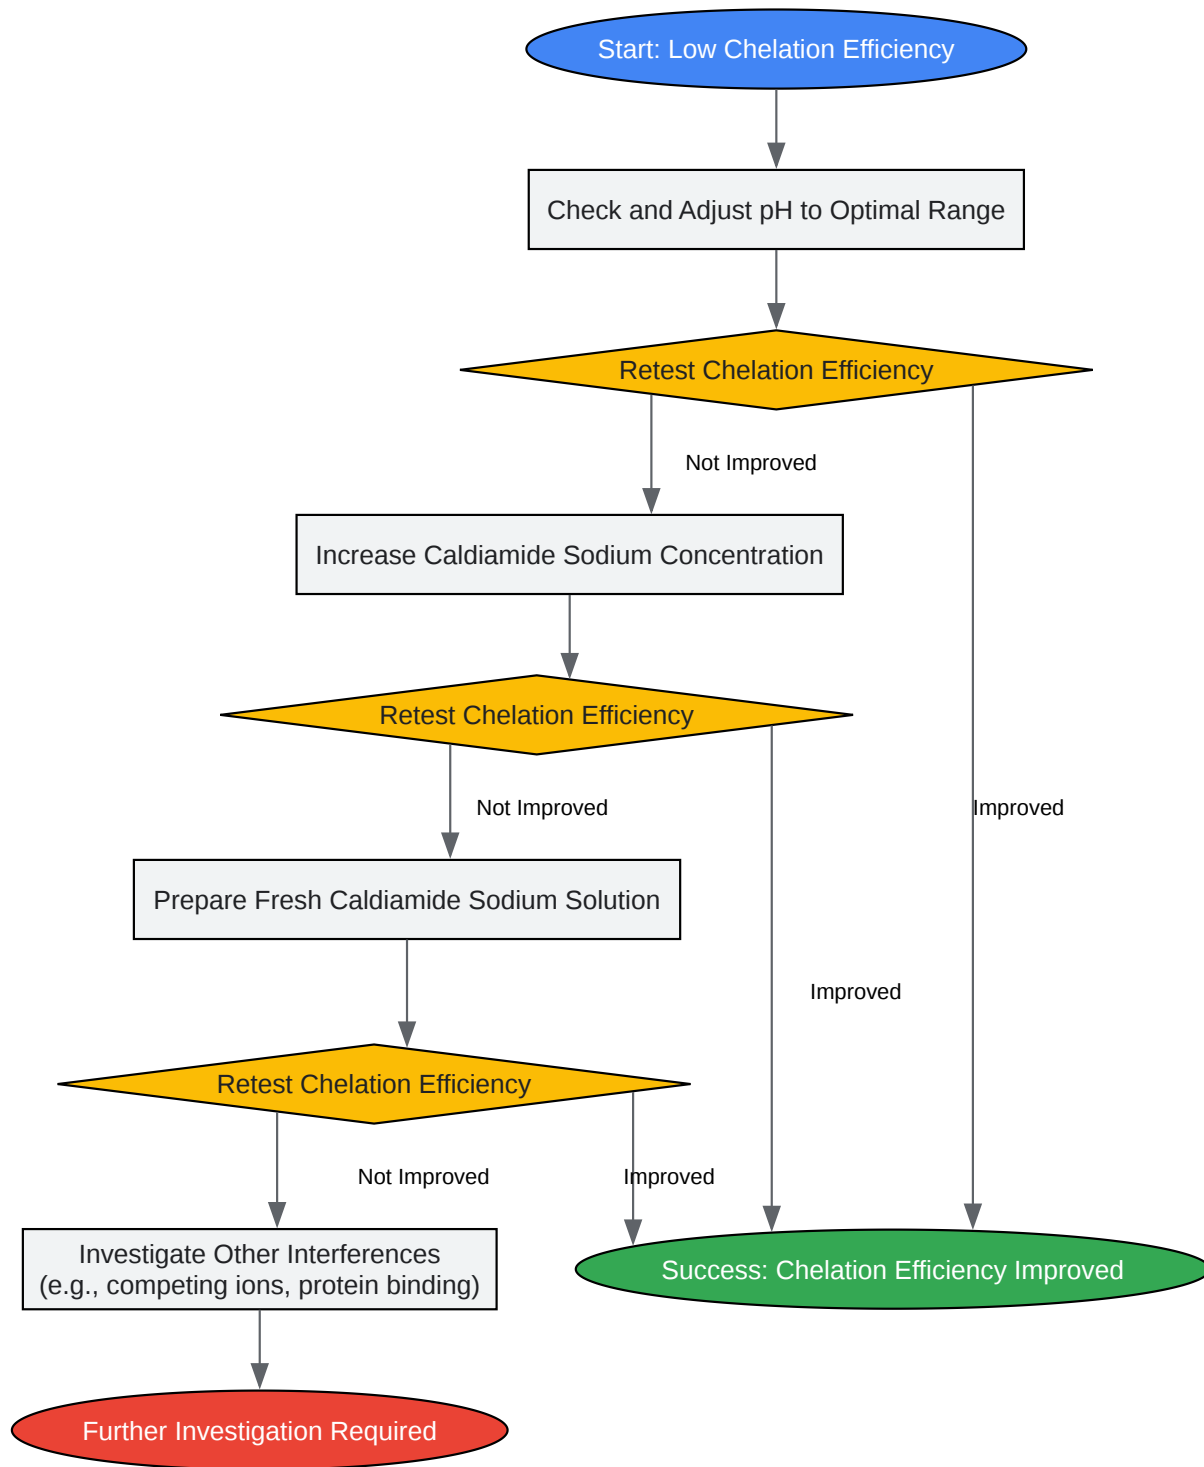 Start: Low Chelation Efficiency
Check and Adjust pH to Optimal Range
Retest Chelation Efficiency
Not Improved
Increase Caldiamide Sodium Concentration
Retest Chelation Efficiency
Not Improved
Improved
Prepare Fresh Caldiamide Sodium Solution
Improved
Retest Chelation Efficiency
Not Improved
Improved
Investigate Other Interferences
(e.g., competing ions, protein binding)
Success: Chelation Efficiency Improved
Further Investigation Required